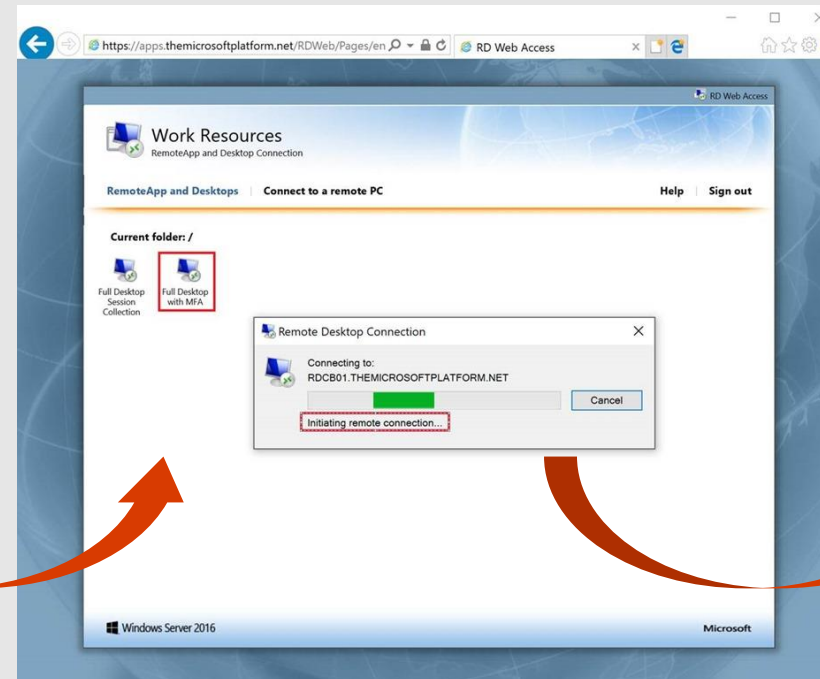 https://apps.themicrosoftplatform.net/RDWeb/Pages/en
RD Web Access
RD Web Access
Work Resources
RemoteApp and Desktop Connection
RemoteApp and Desktops
Connect to a remote PC
Help
Sign out
Current folder: /
Full Desktop
Session
Collection
Full Desktop
with MFA
Remote Desktop Connection
Connecting to:
RDCB01.THEMICROSOFTPLATFORM.NET
Cancel
Initiating remote connection...
Windows Server 2016
Microsoft